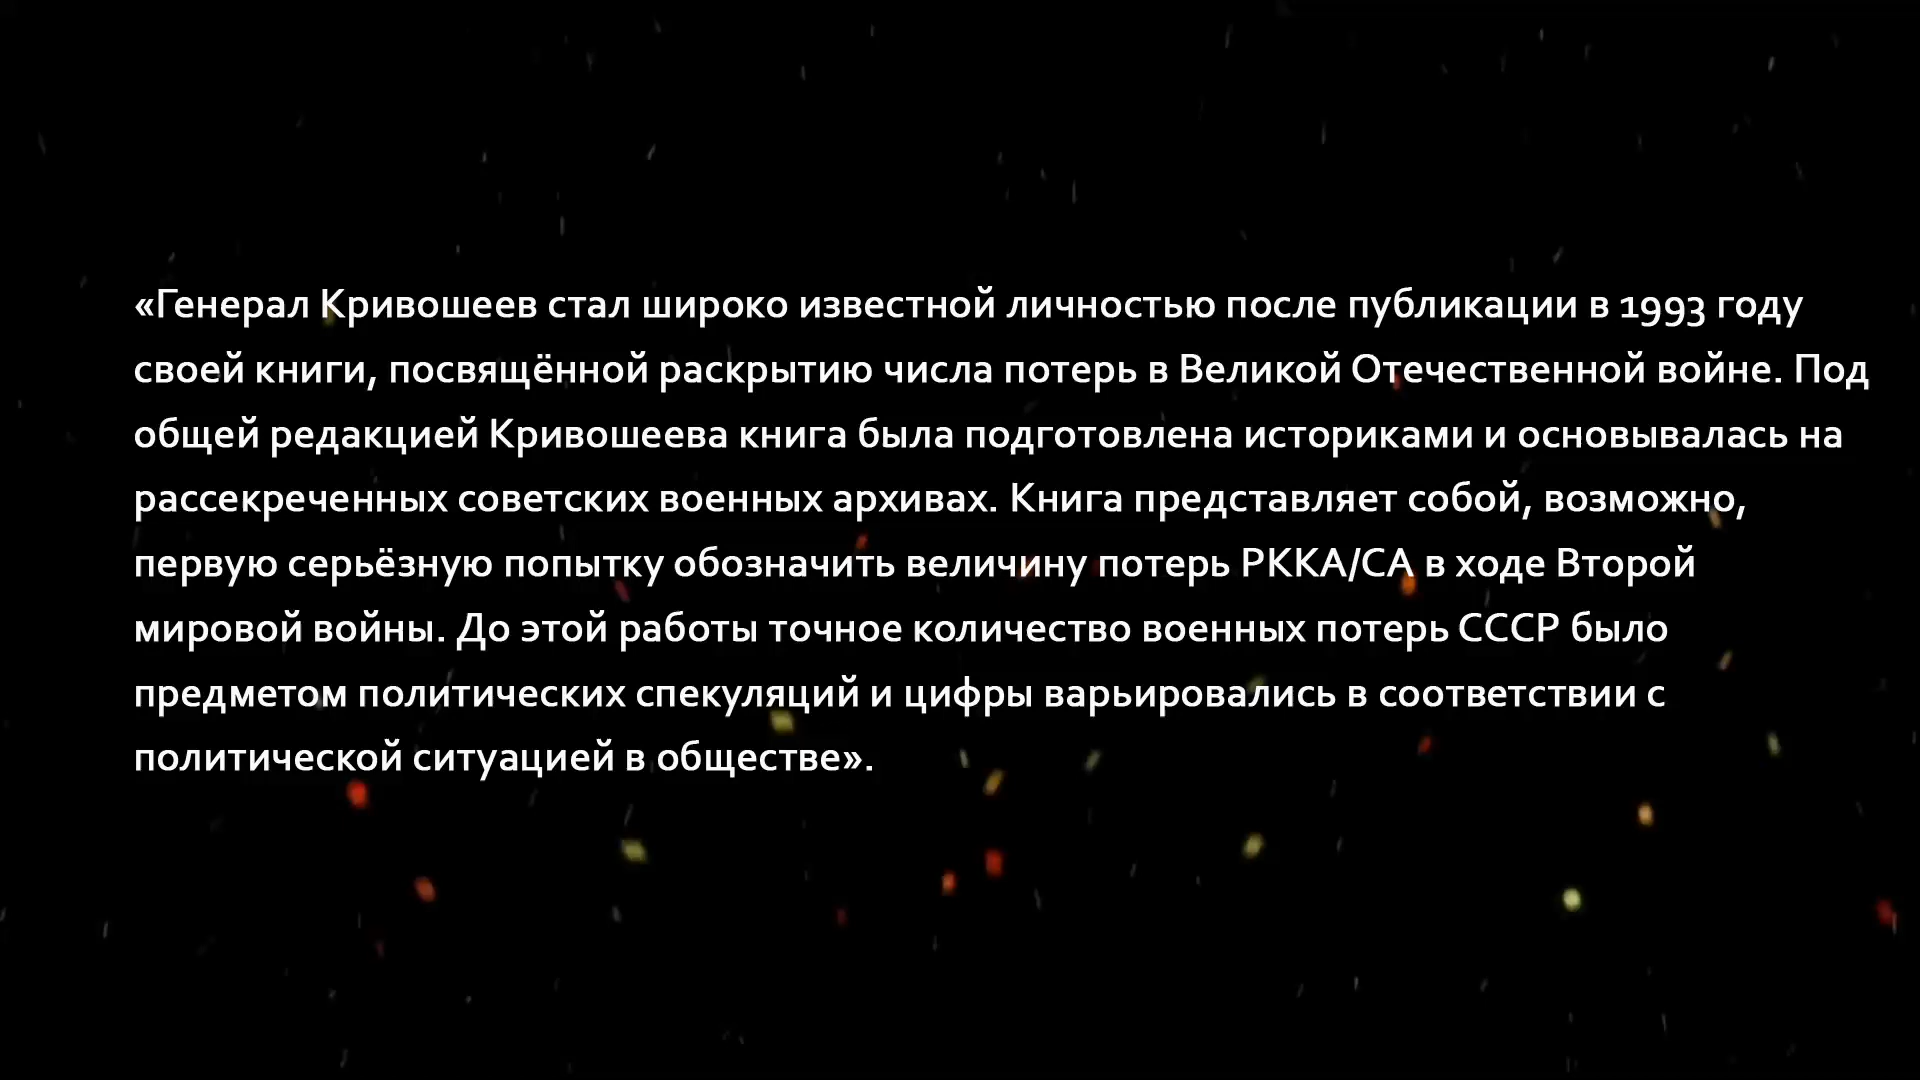 «Генерал Кривошеев стал широко известной личностью после публикации в 1993 году
своей книги, посвящённой раскрытию числа потерь в Великой Отечественной войне. Под
общей редакцией Кривошеева книга была подготовлена историками и основывалась на
рассекреченных советских военных архивах. Книга представляет собой, возможно,
первую серьёзную попытку обозначить величину потерь РККА/СА в ходе Второй
мировой войны. До этой работы точное количество военных потерь СССР было
предметом политических спекуляций и цифры варьировались в соответствии с
политической ситуацией в обществе».